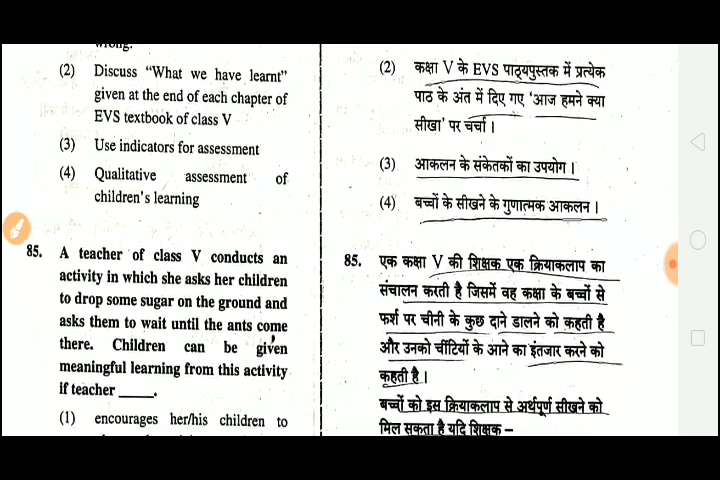 wrong.
(2) Discuss “What we have learnt”
given at the end of each chapter of
EVS textbook of class V
(3) Use indicators for assessment
(4) Qualitative assessment of
children’s learning
85. A teacher of class V conducts an
activity in which she asks her children
to drop some sugar on the ground and
asks them to wait until the ants come
there. Children can be given
meaningful learning from this activity
if teacher _____.
(1) encourages her/his children to
(2) कक्षा V के EVS पाठ्यपुस्तक में प्रत्येक
पाठ के अंत में दिए गए ‘आज हमने क्या
सीखा’ पर चर्चा ।
(3) आकलन के संकेतकों का उपयोग ।
(4) बच्चों के सीखने के गुणात्मक आकलन ।
85. एक कक्षा V की शिक्षक एक क्रियाकलाप का
संचालन करती है जिसमें वह कक्षा के बच्चों से
फर्श पर चीनी के कुछ दाने डालने को कहती है
और उनको चींटियों के आने का इंतजार करने को
कहती है ।
बच्चों को इस क्रियाकलाप से अर्थपूर्ण सीखने को
मिल सकता है यदि शिक्षक –